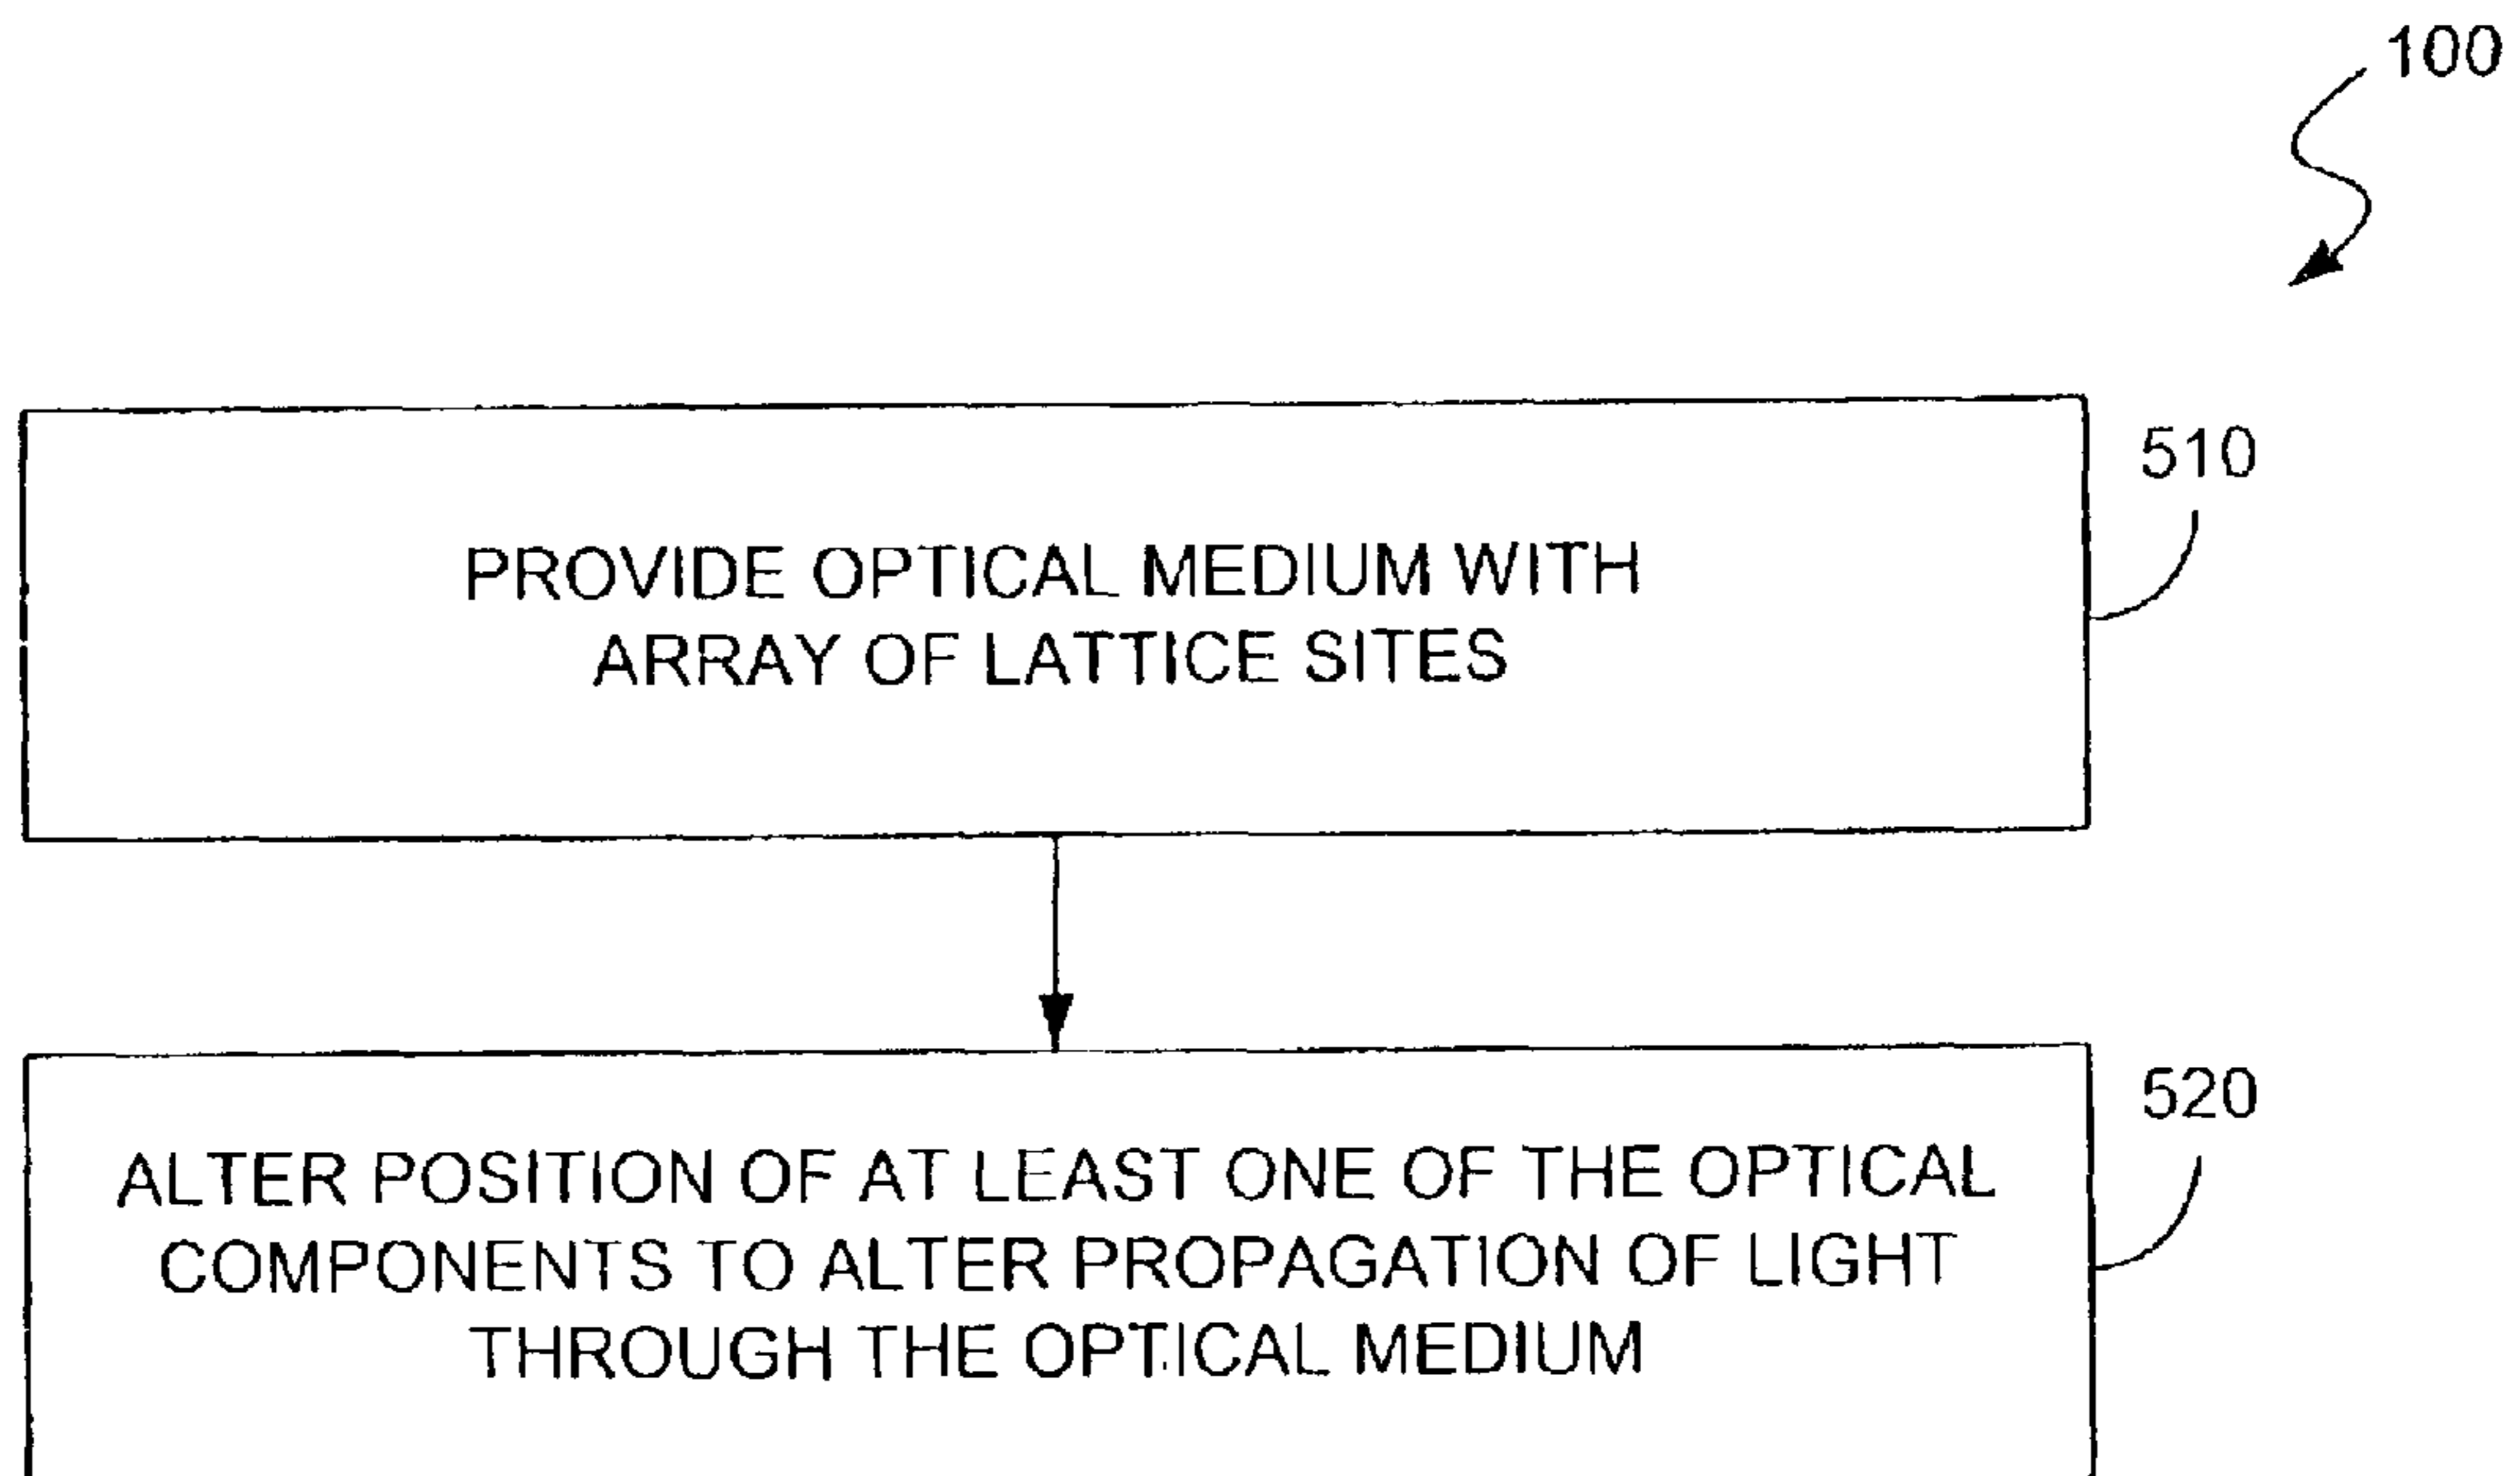 100
510
PROVIDE OPTICAL MEDIUM WITH
ARRAY OF LATTICE SITES
520
ALTER POSITION OF AT LEAST ONE OF THE OPTICAL
COMPONENTS TO ALTER PROPAGATION OF LIGHT
THROUGH THE OPTICAL MEDIUM